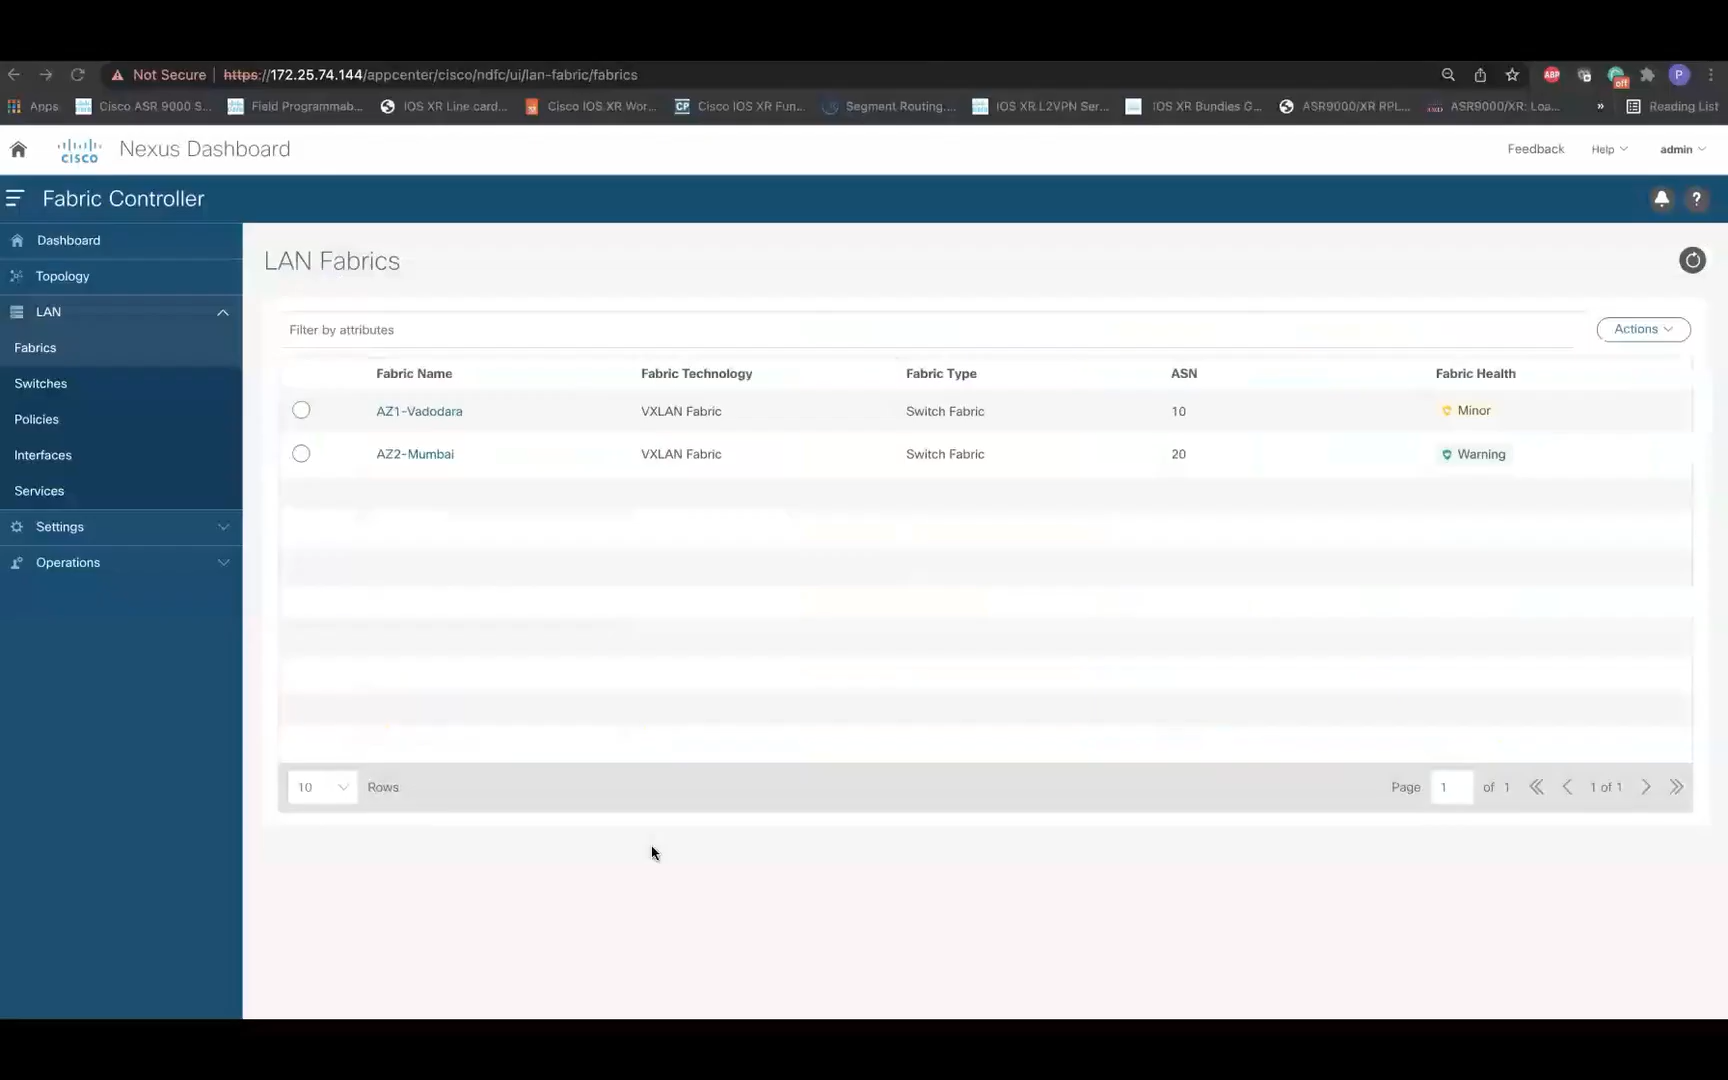 Not Secure | https://172.25.74.144/appcenter/cisco/ndfc/ui/lan-fabric/fabrics ABP off P
Apps Cisco ASR 9000 S... Field Programmab... IOS XR Line card... Cisco IOS XR Wor... CP Cisco IOS XR Fun... Segment Routing.... IOS XR L2VPN Ser... IOS XR Bundles G... ASR9000/XR RPL... ASR9000/XR: Loa... » Reading List
CISCO Nexus Dashboard Feedback Help admin
Fabric Controller ?
Dashboard
Topology
LAN
Fabrics
Switches
Policies
Interfaces
Services
Settings
Operations
LAN Fabrics
Filter by attributes Actions
Fabric Name Fabric Technology Fabric Type ASN Fabric Health
AZ1-Vadodara VXLAN Fabric Switch Fabric 10 Minor
AZ2-Mumbai VXLAN Fabric Switch Fabric 20 Warning
10 Rows Page 1 of 1 1 of 1